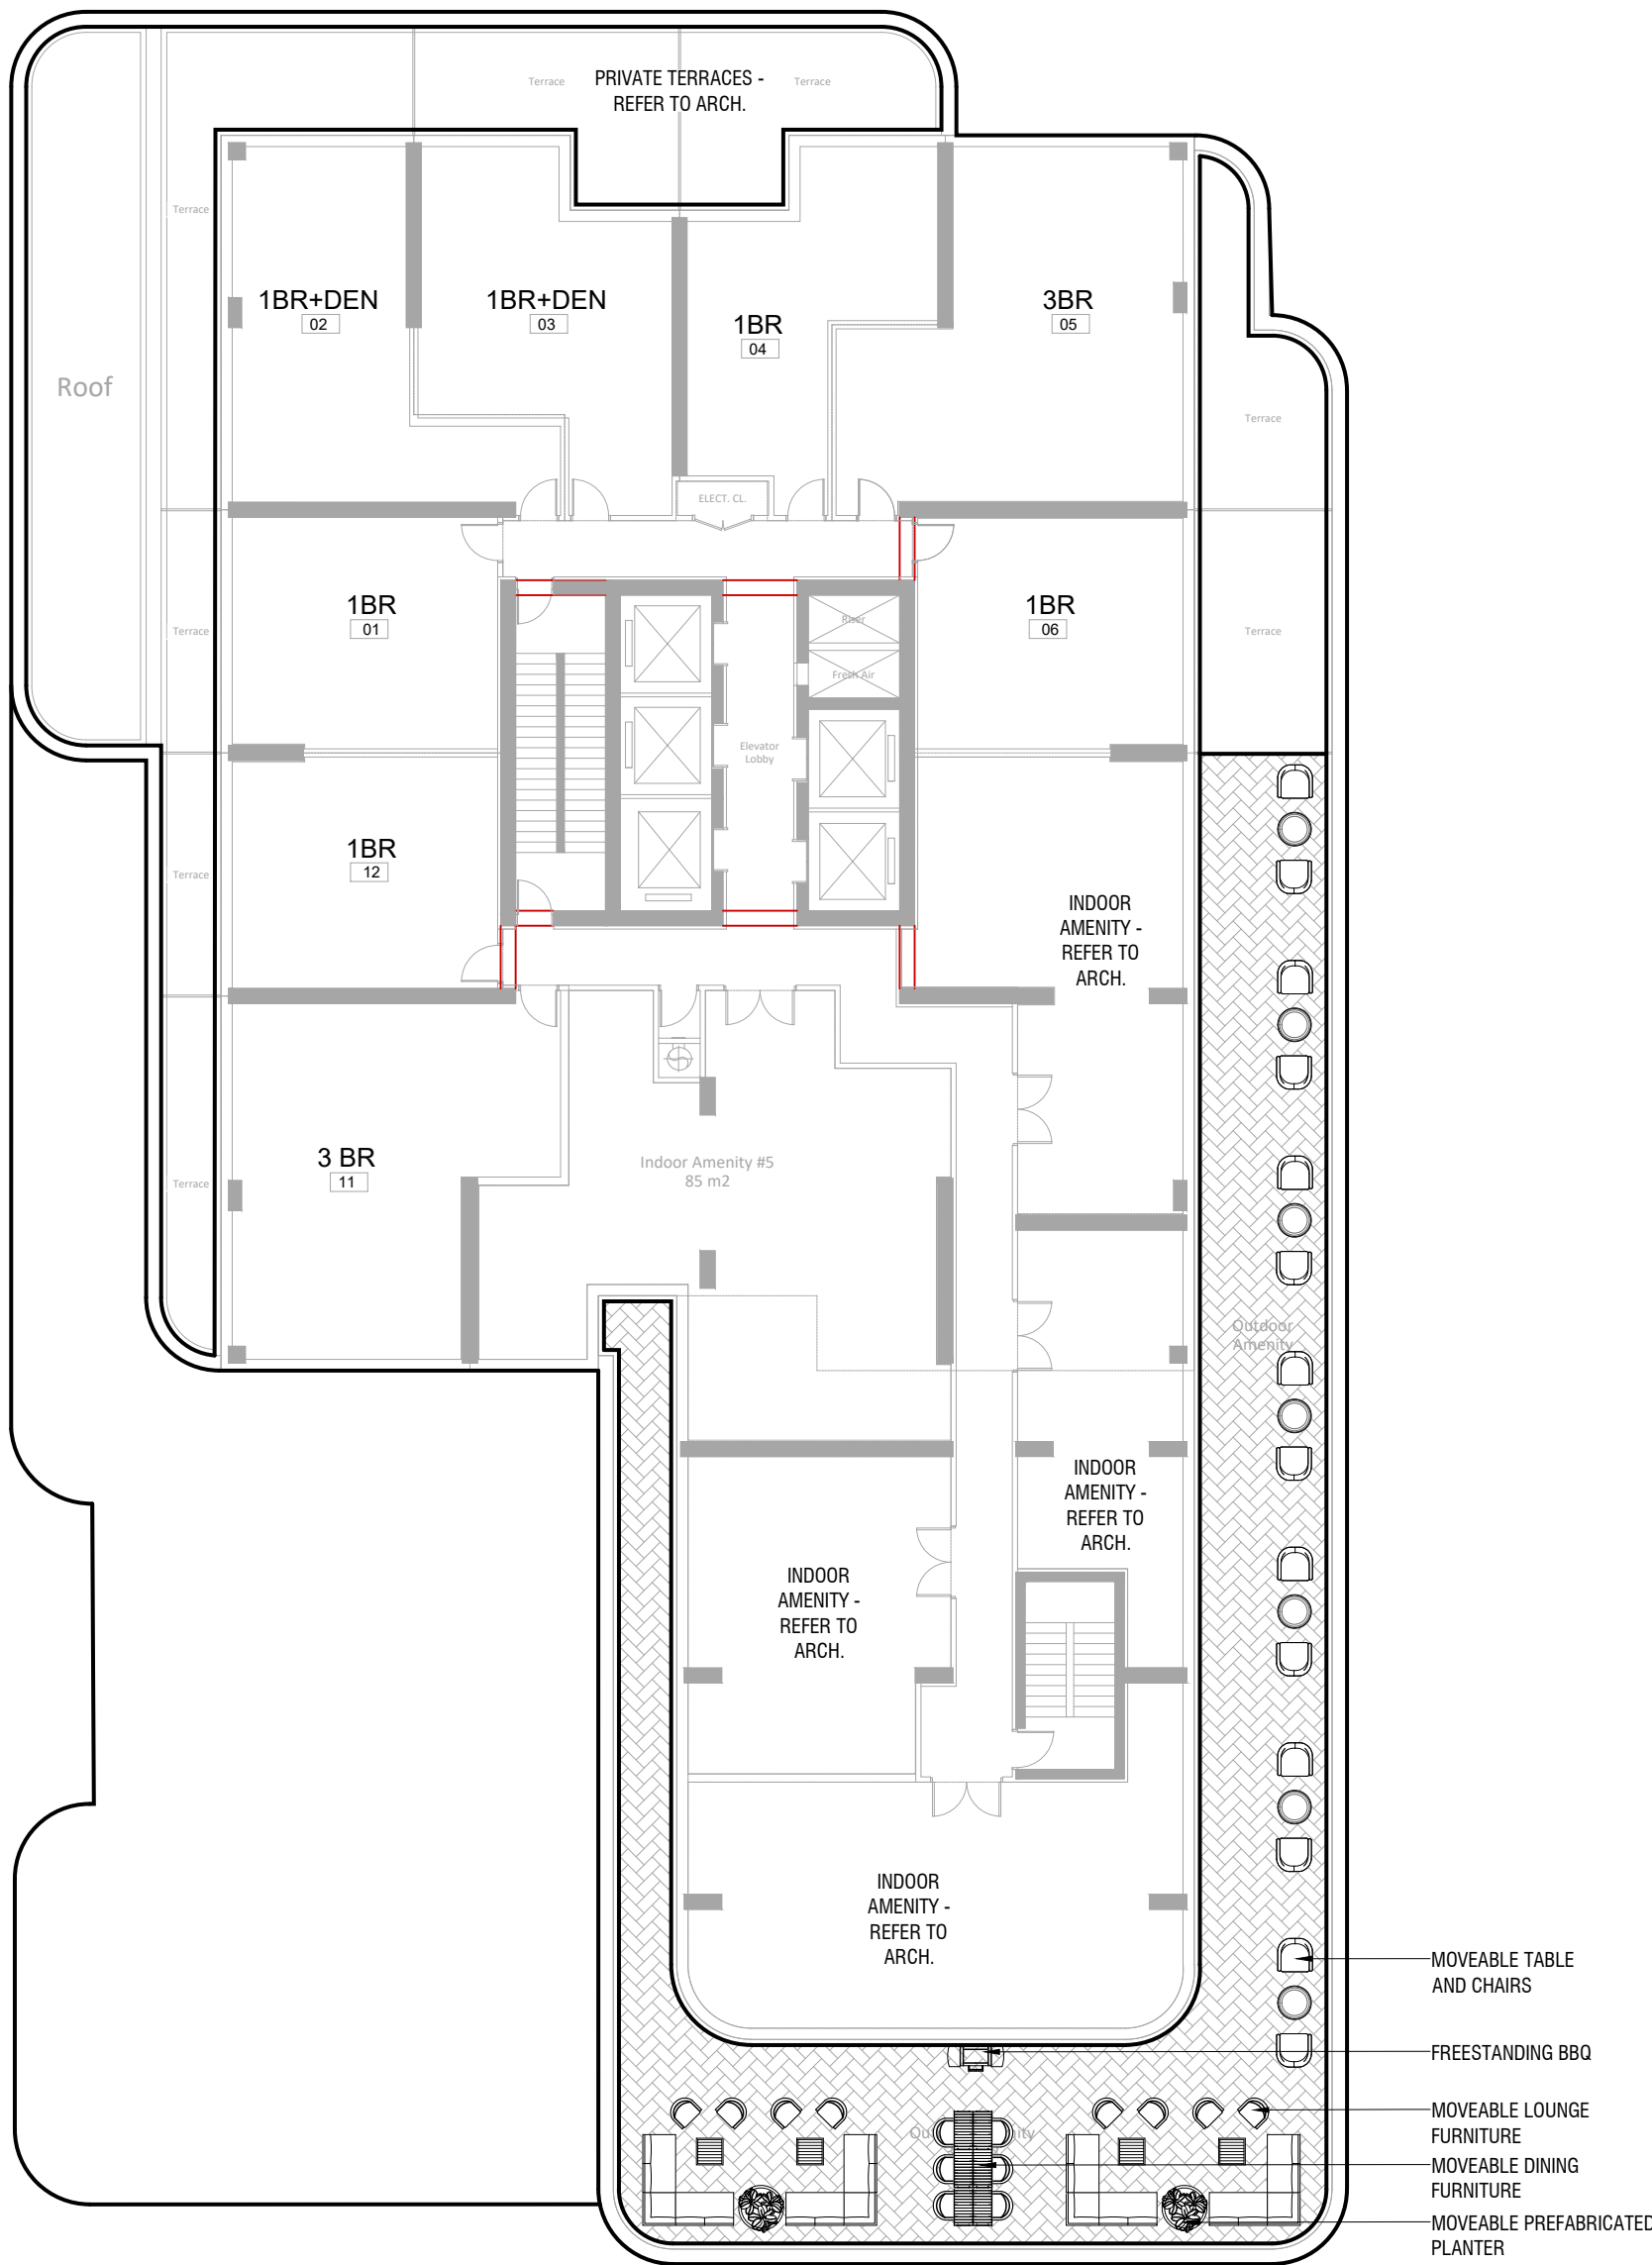 PRIVATE TERRACES -
REFER TO ARCH.
Terrace
Terrace
Terrace
1BR+DEN
02
1BR+DEN
03
1BR
04
3BR
05
Roof
Terrace
ELECT. CL.
1BR
01
Terrace
Riser
Fresh Air
1BR
06
Terrace
Elevator
Lobby
1BR
12
Terrace
INDOOR
AMENITY -
REFER TO
ARCH.
3 BR
11
Terrace
Indoor Amenity #5
85 m2
Outdoor
Amenity
INDOOR
AMENITY -
REFER TO
ARCH.
INDOOR
AMENITY -
REFER TO
ARCH.
INDOOR
AMENITY -
REFER TO
ARCH.
MOVEABLE TABLE
AND CHAIRS
FREESTANDING BBQ
MOVEABLE LOUNGE
FURNITURE
MOVEABLE DINING
FURNITURE
MOVEABLE PREFABRICATED
PLANTER